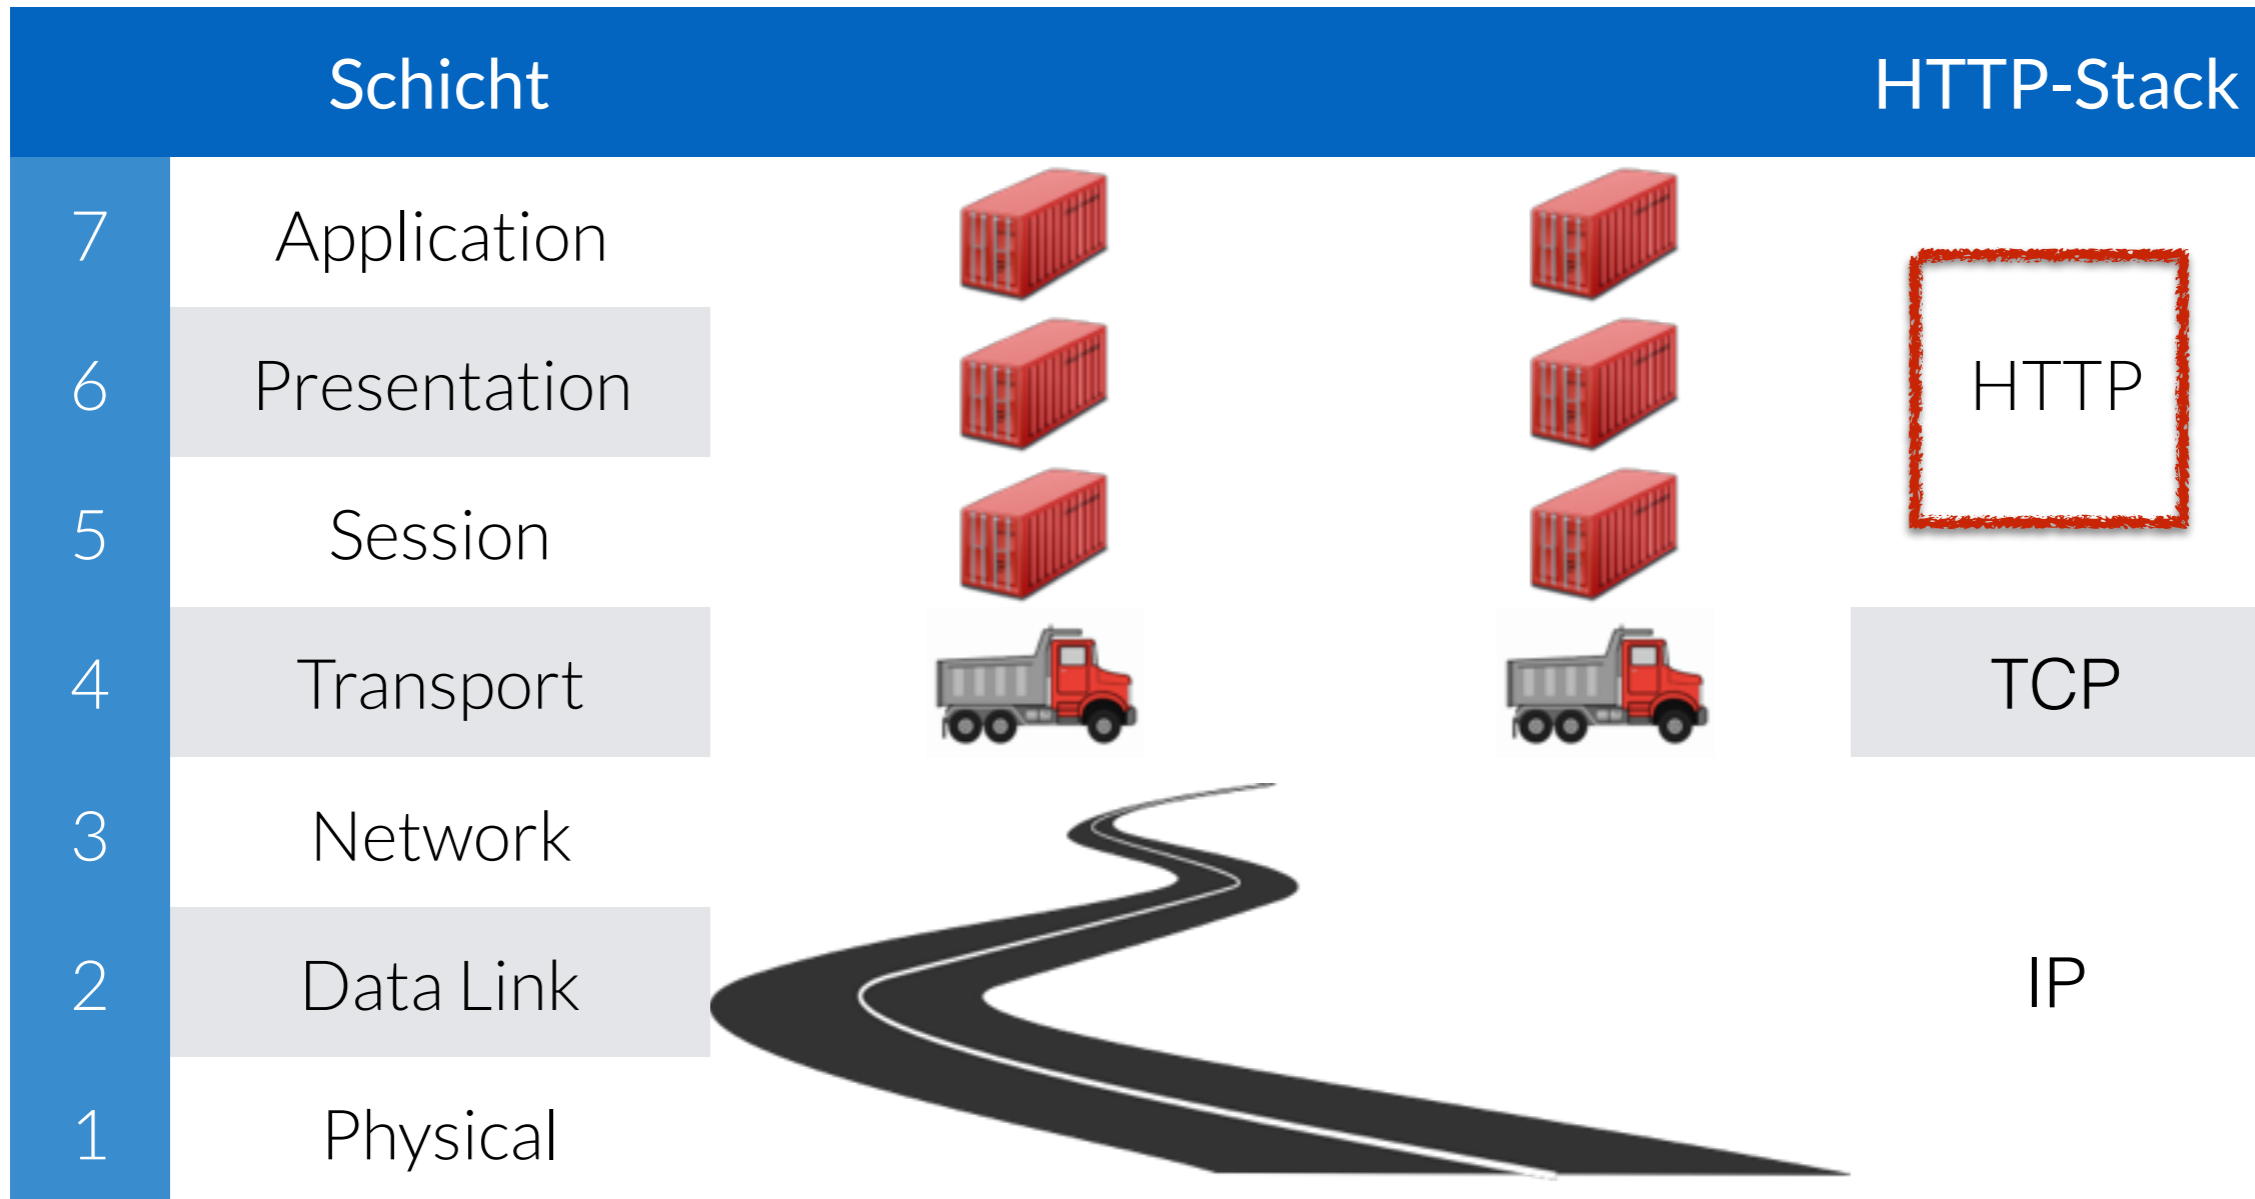 Schicht HTTP-Stack
7 Application
6 Presentation HTTP
5 Session
4 Transport TCP
3 Network
2 Data Link IP
1 Physical